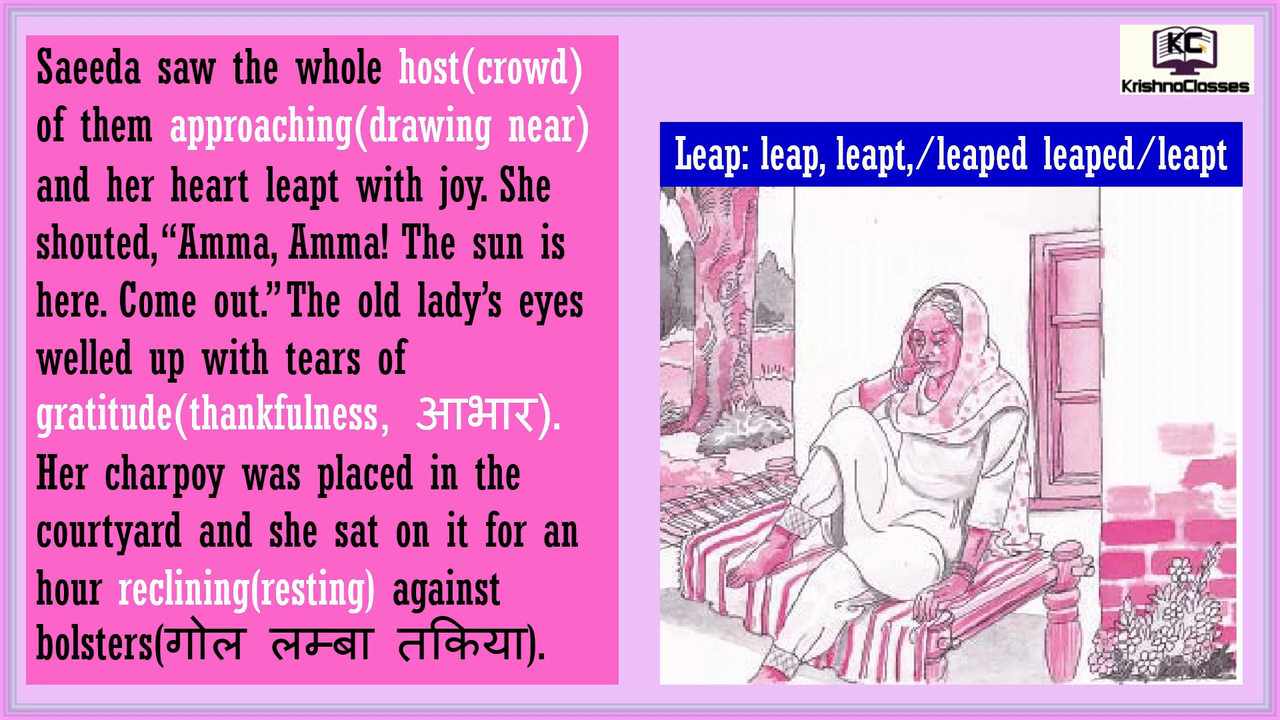 Saeeda saw the whole host(crowd)
of them approaching(drawing near)
and her heart leapt with joy. She
shouted,“Amma, Amma! The sun is
here. Come out.” The old lady’s eyes
welled up with tears of
gratitude(thankfulness, आभार).
Her charpoy was placed in the
courtyard and she sat on it for an
hour reclining(resting) against
bolsters(गोल लम्बा तकिया).
KC
KrishnaClasses
Leap: leap, leapt,/leaped leaped/leapt